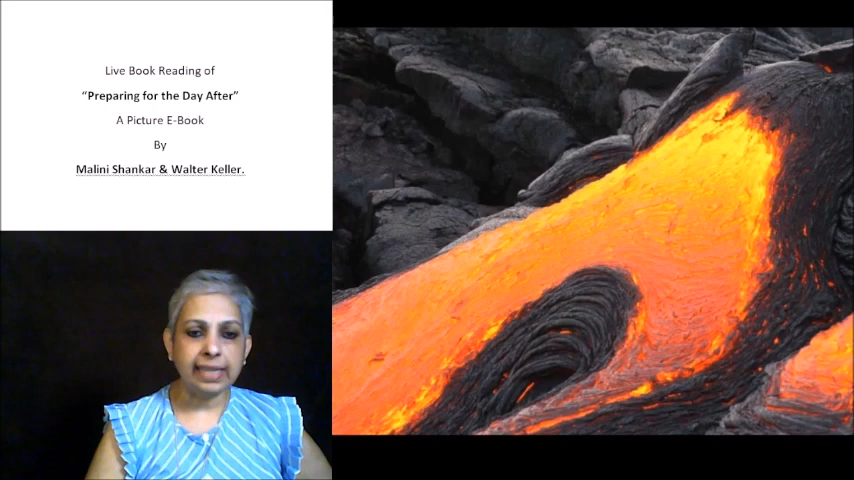 Live Book Reading of
“Preparing for the Day After”
A Picture E-Book
By
Malini Shankar & Walter Keller.